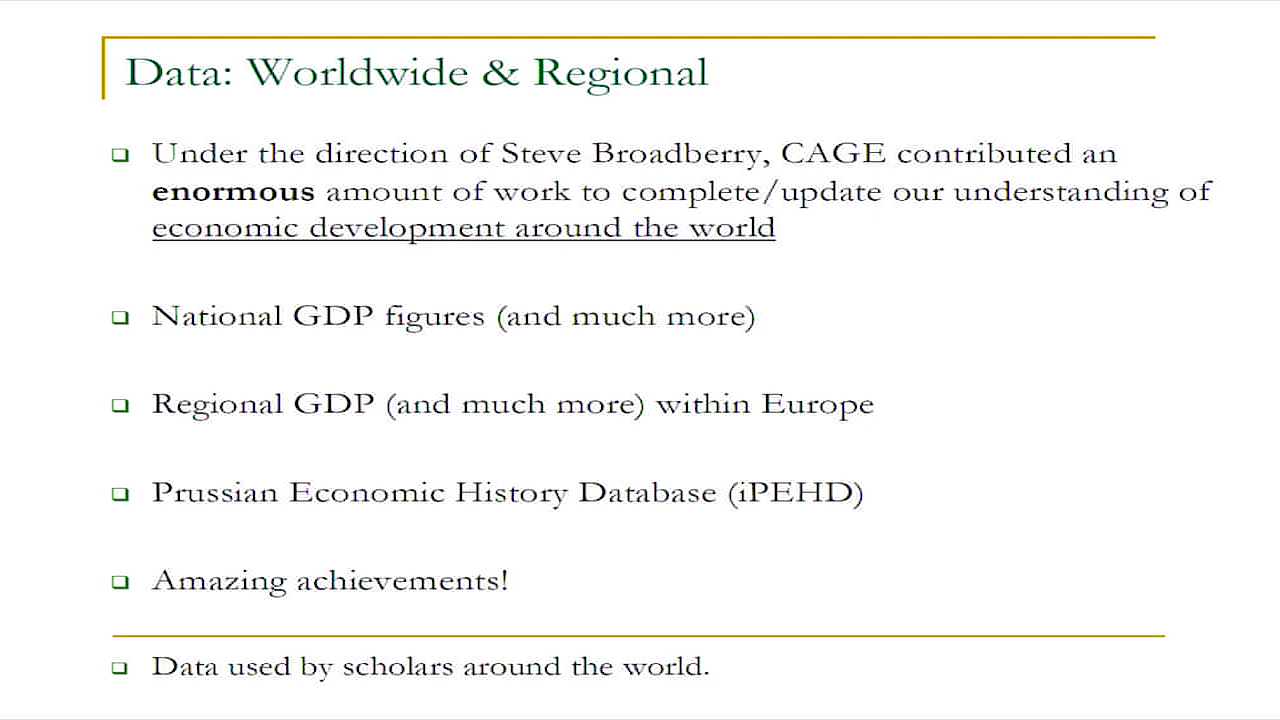 Data: Worldwide & Regional
Under the direction of Steve Broadberry, CAGE contributed an
enormous amount of work to complete/update our understanding of
economic development around the world
National GDP figures (and much more)
Regional GDP (and much more) within Europe
Prussian Economic History Database (iPEHD)
Amazing achievements!
Data used by scholars around the world.